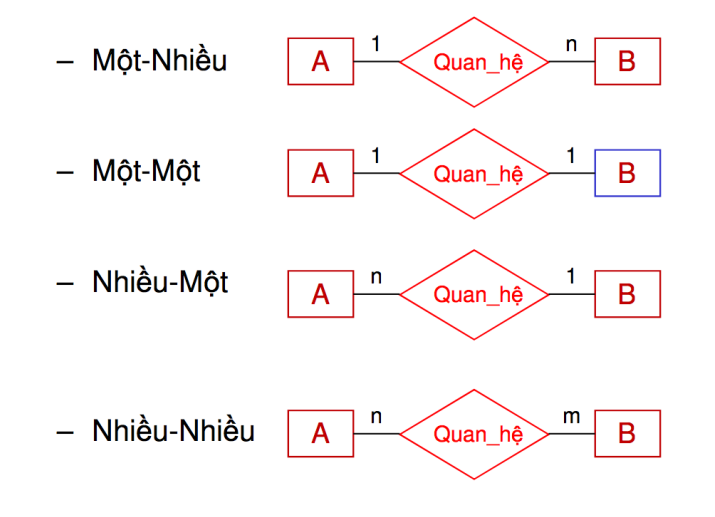 1 n
– Một-Nhiều A Quan_hệ B
1 1
– Một-Một A Quan_hệ B
n 1
– Nhiều-Một A Quan_hệ B
n m
– Nhiều-Nhiều A Quan_hệ B